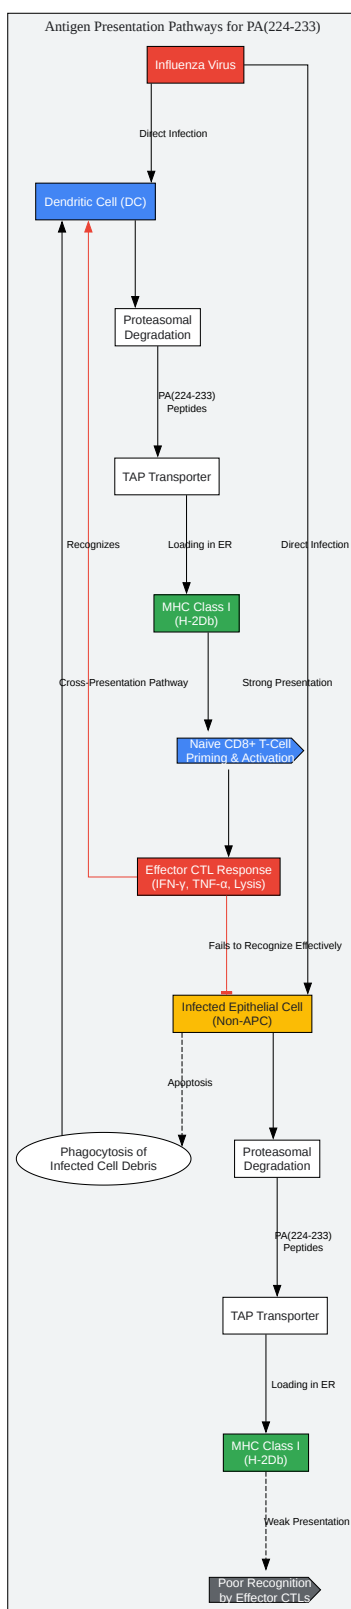 Antigen Presentation Pathways for PA(224-233)
Influenza Virus
Direct Infection
Dendritic Cell (DC)
Proteasomal
Degradation
PA(224-233)
Peptides
TAP Transporter
Recognizes
Loading in ER
Direct Infection
MHC Class I
(H-2Db)
Cross-Presentation Pathway
Strong Presentation
Naive CD8+ T-Cell
Priming & Activation
Effector CTL Response
(IFN-γ, TNF-α, Lysis)
Fails to Recognize Effectively
Infected Epithelial Cell
(Non-APC)
Apoptosis
Phagocytosis of
Infected Cell Debris
Proteasomal
Degradation
PA(224-233)
Peptides
TAP Transporter
Loading in ER
MHC Class I
(H-2Db)
Weak Presentation
Poor Recognition
by Effector CTLs